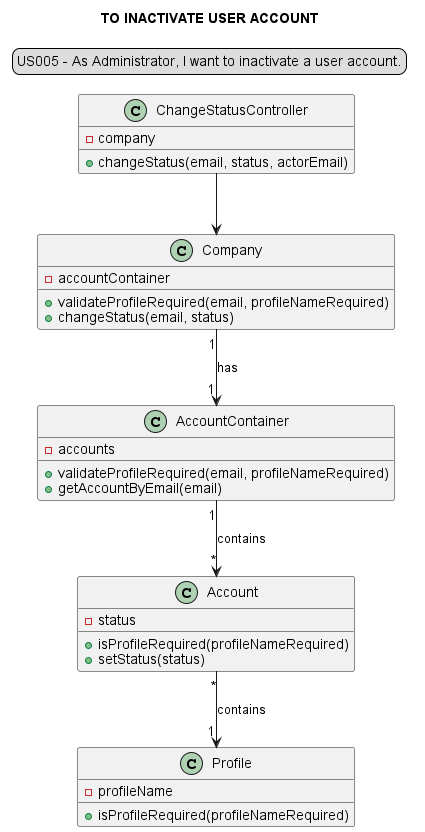 TO INACTIVATE USER ACCOUNT
US005 - As Administrator, I want to inactivate a user account.
C ChangeStatusController
company
changeStatus(email, status, actorEmail)
C Company
accountContainer
validateProfileRequired(email, profileNameRequired)
changeStatus(email, status)
1
has
1
C AccountContainer
accounts
validateProfileRequired(email, profileNameRequired)
getAccountByEmail(email)
1
contains
*
C Account
status
isProfileRequired(profileNameRequired)
setStatus(status)
*
contains
1
C Profile
profileName
isProfileRequired(profileNameRequired)